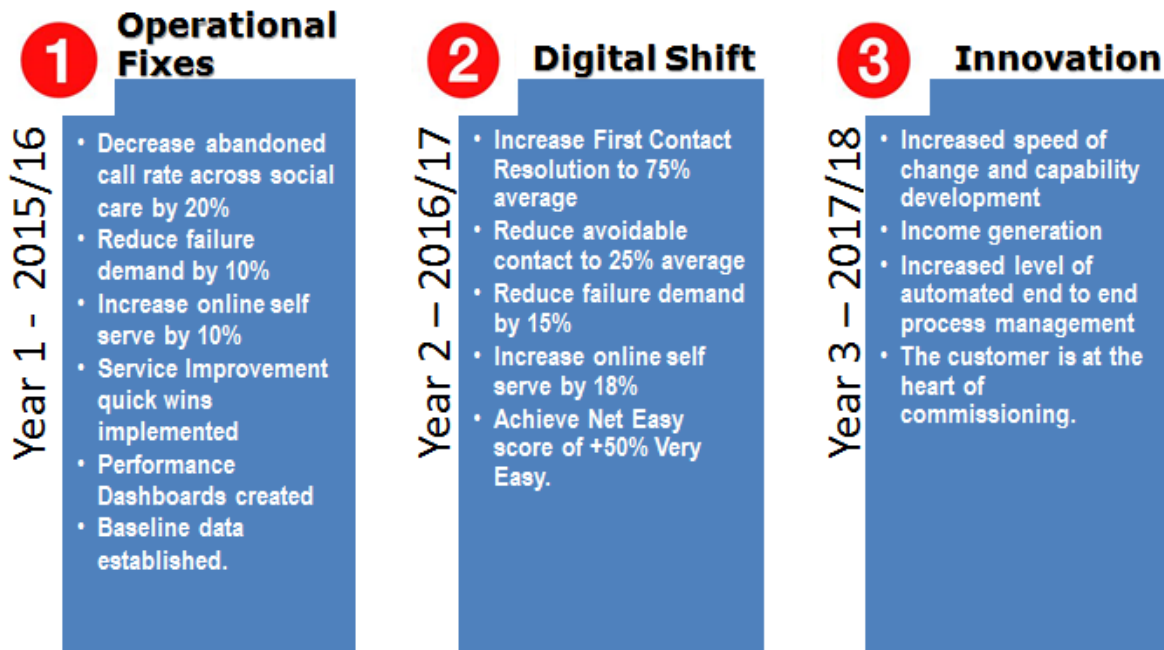 1
Operational
Fixes
Year 1 - 2015/16
• Decrease abandoned
call rate across social
care by 20%
• Reduce failure
demand by 10%
• Increase online self
serve by 10%
• Service Improvement
quick wins
implemented
• Performance
Dashboards created
• Baseline data
established.
2
Digital Shift
Year 2 – 2016/17
• Increase First Contact
Resolution to 75%
average
• Reduce avoidable
contact to 25% average
• Reduce failure demand
by 15%
• Increase online self
serve by 18%
• Achieve Net Easy
score of +50% Very
Easy.
3
Innovation
Year 3 – 2017/18
• Increased speed of
change and capability
development
• Income generation
• Increased level of
automated end to end
process management
• The customer is at the
heart of
commissioning.